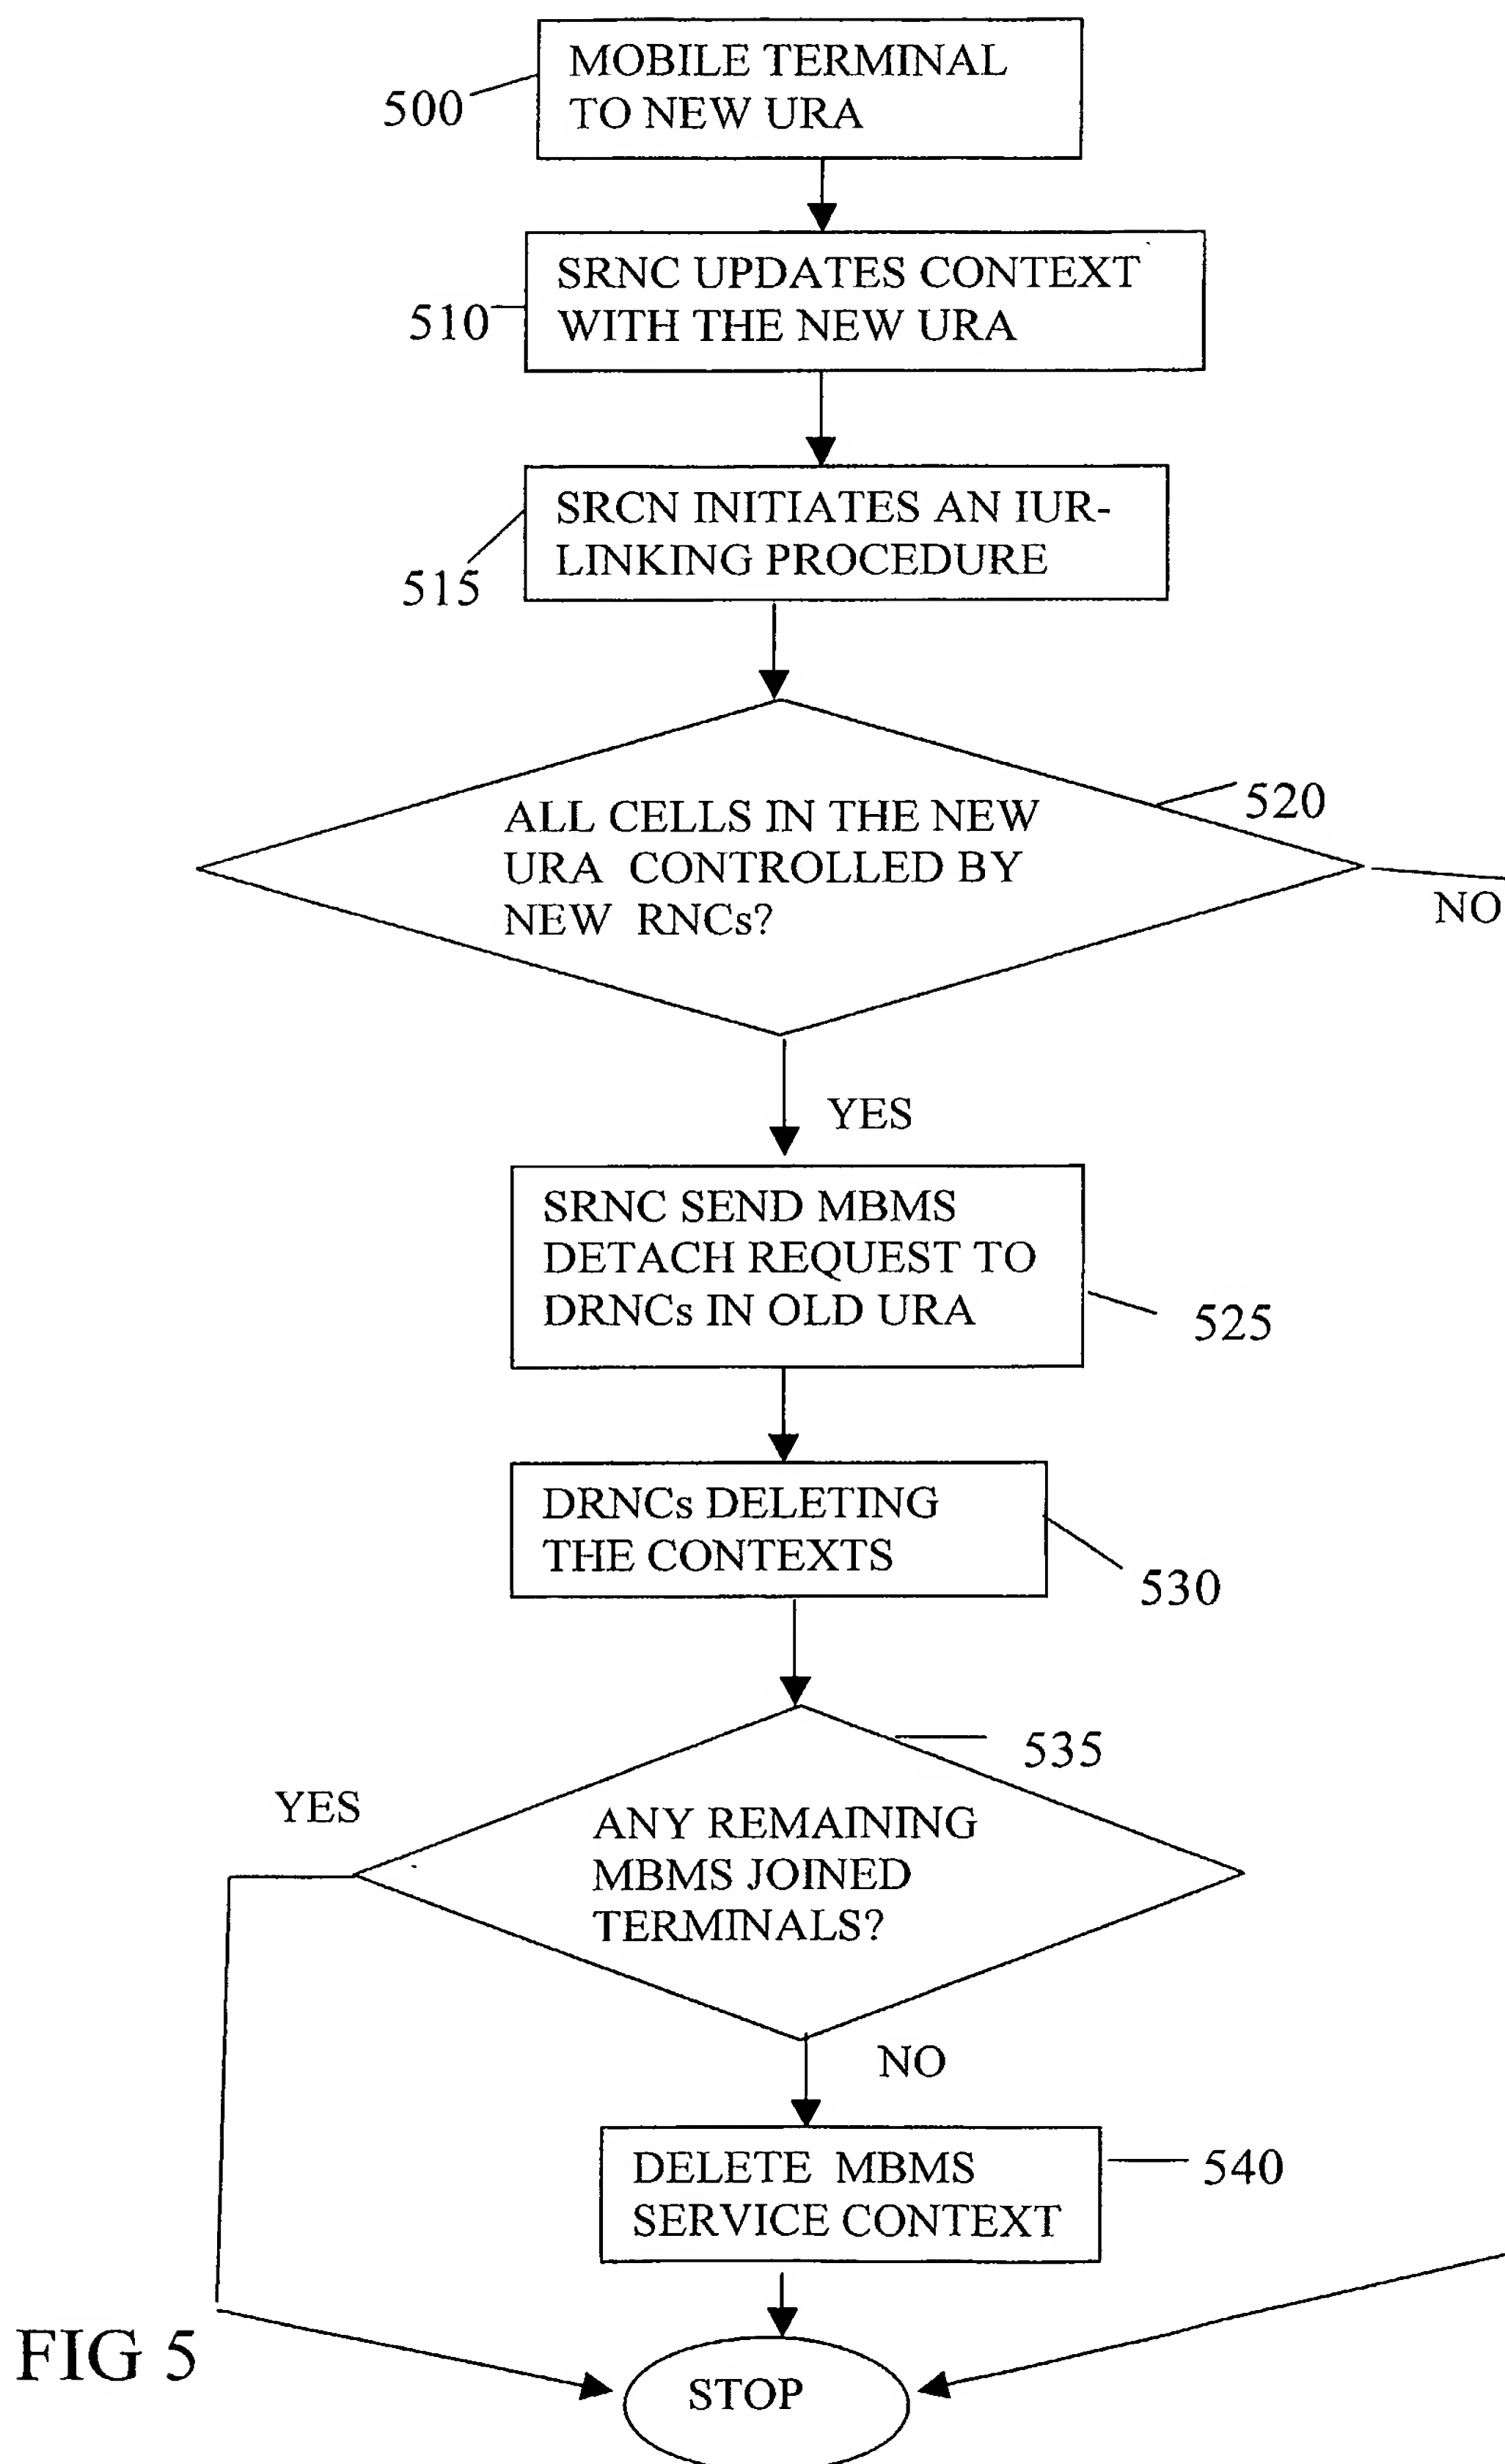 MOBILE TERMINAL
TO NEW URA
500
SRNC UPDATES CONTEXT
WITH THE NEW URA
510
SRCN INITIATES AN IUR-
LINKING PROCEDURE
515
520
ALL CELLS IN THE NEW
URA CONTROLLED BY
NEW RNCs?
NO
YES
SRNC SEND MBMS
DETACH REQUEST TO
DRNCs IN OLD URA
525
DRNCs DELETING
THE CONTEXTS
530
535
YES
ANY REMAINING
MBMS JOINED
TERMINALS?
NO
DELETE MBMS
SERVICE CONTEXT
540
FIG 5
STOP